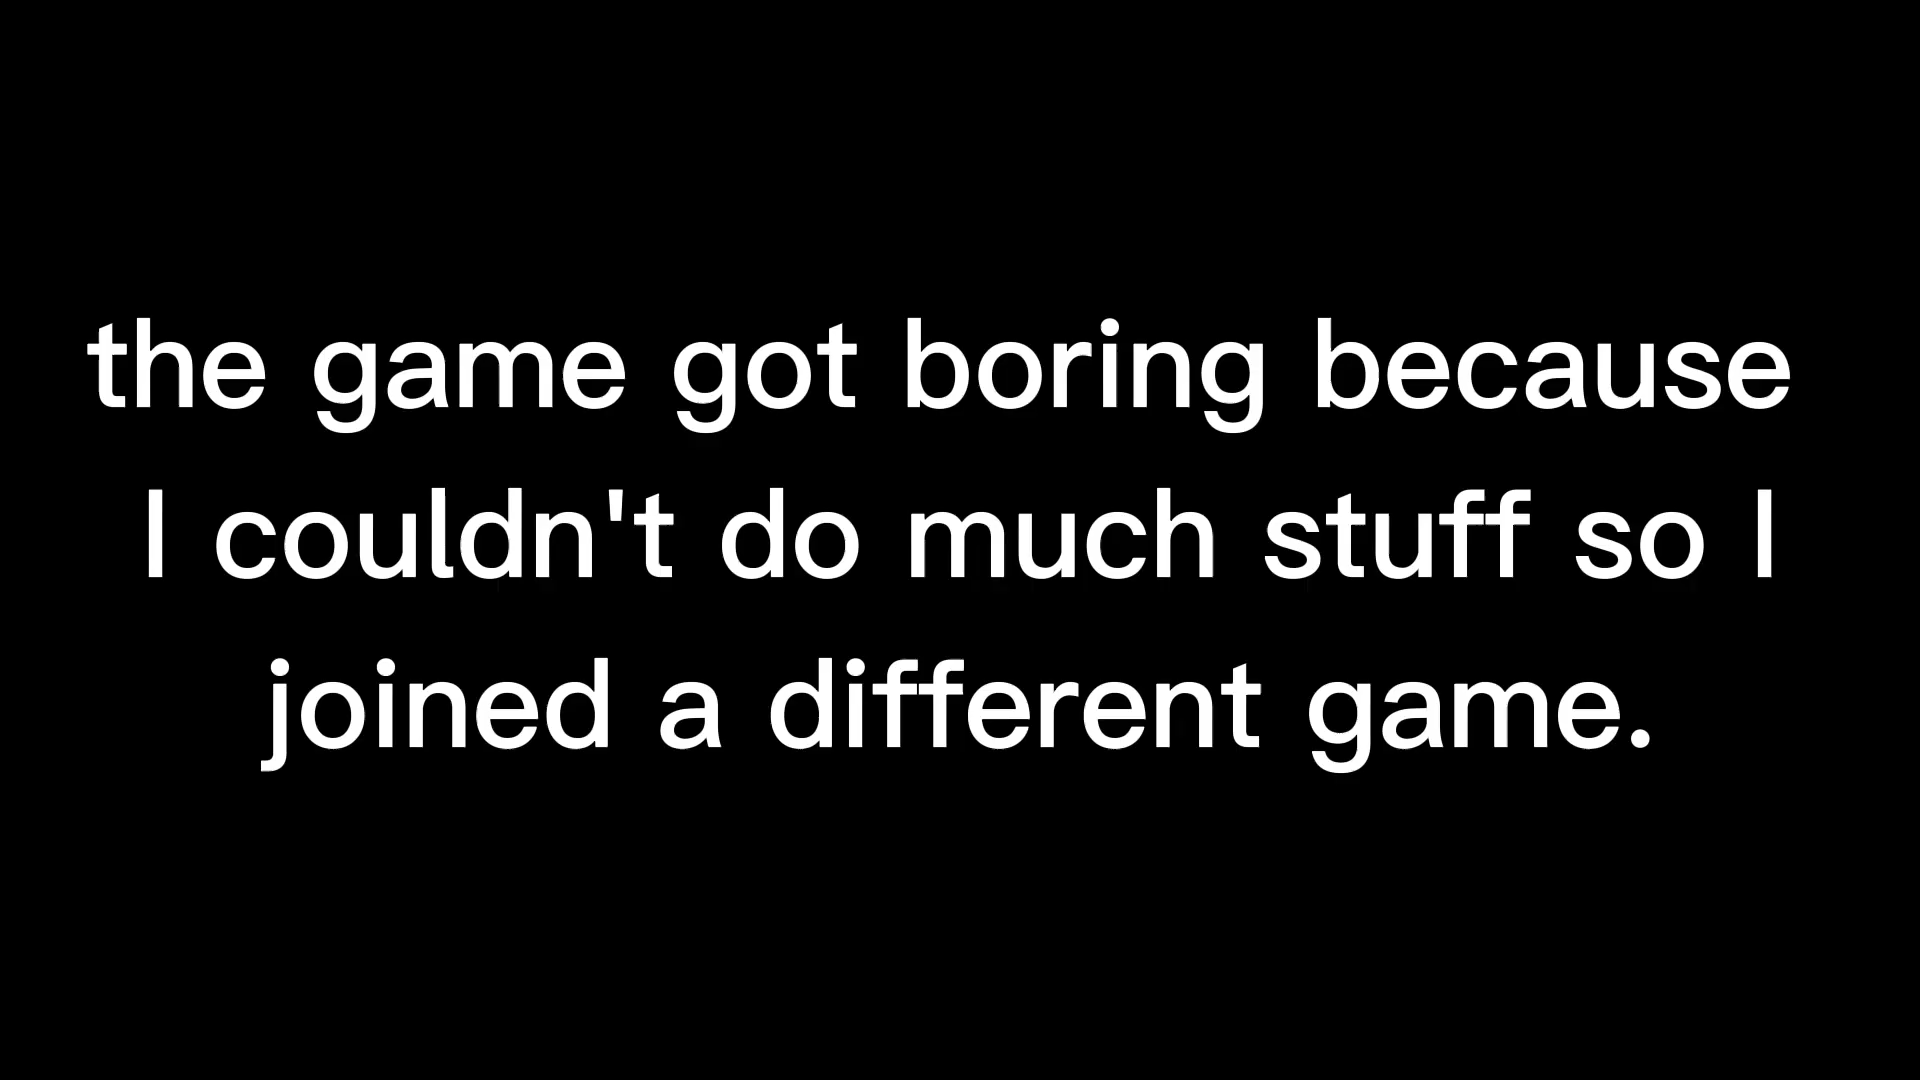 the game got boring because
I couldn't do much stuff so I
joined a different game.